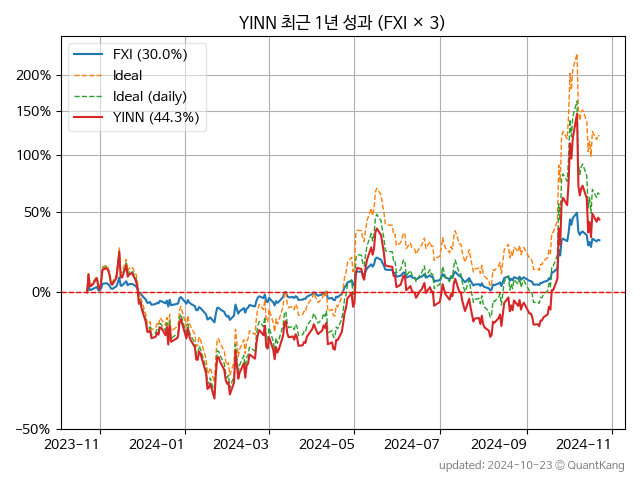 YINN 최근 1년 성과 (FXI × 3)
FXI (30.0%)
Ideal
Ideal (daily)
YINN (44.3%)
200%
150%
100%
50%
0%
−50%
2023-11 2024-01 2024-03 2024-05 2024-07 2024-09 2024-11
updated: 2024-10-23 ⓒ QuantKang